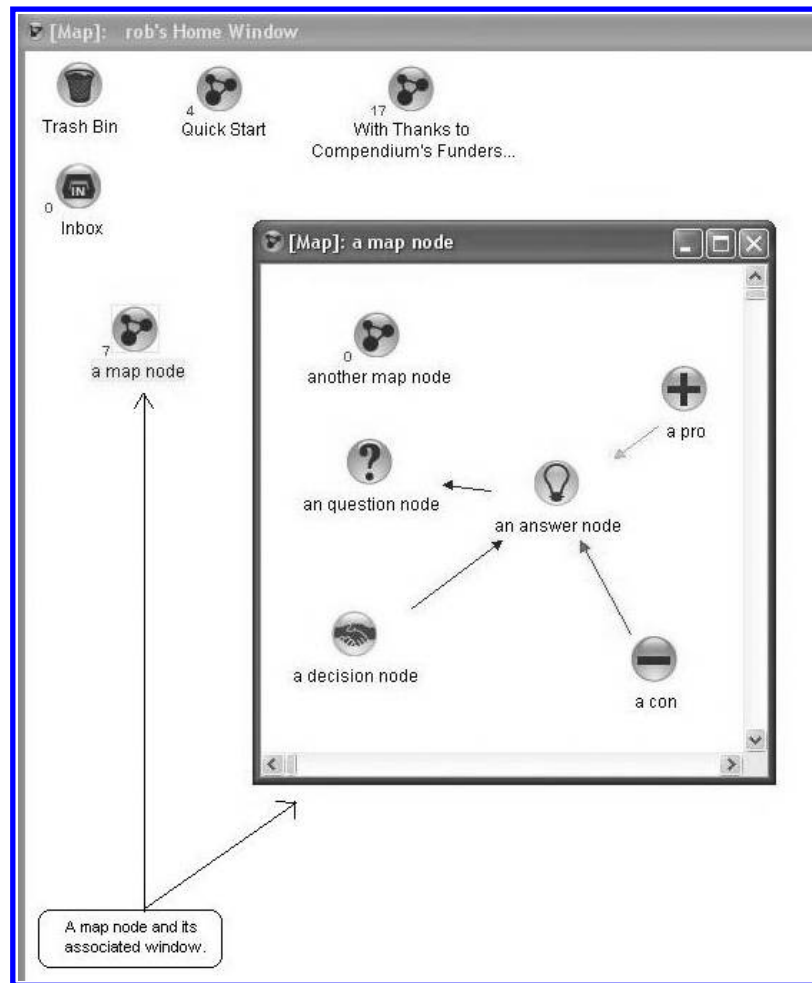 [Map]: rob's Home Window
Trash Bin
4
Quick Start
17
With Thanks to
Compendium's Funders...
IN
0
Inbox
[Map]: a map node
7
a map node
0
another map node
a pro
an question node
an answer node
a decision node
a con
A map node and its
associated window.